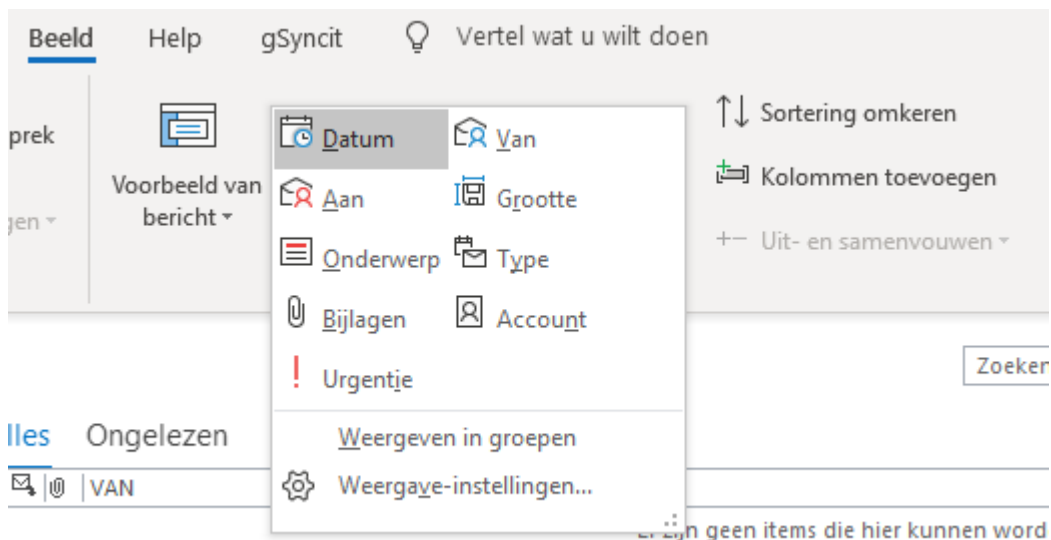 Beeld Help gSyncit Vertel wat u wilt doen
prek
gen
Voorbeeld van
bericht
Datum Van
Aan Grootte
Onderwerp Type
Bijlagen Account
Urgentie
Weergeven in groepen
Weergave-instellingen...
Sortering omkeren
Kolommen toevoegen
Uit- en samenvouwen
Zoeken
lles Ongelezen
VAN
zijn geen items die hier kunnen word